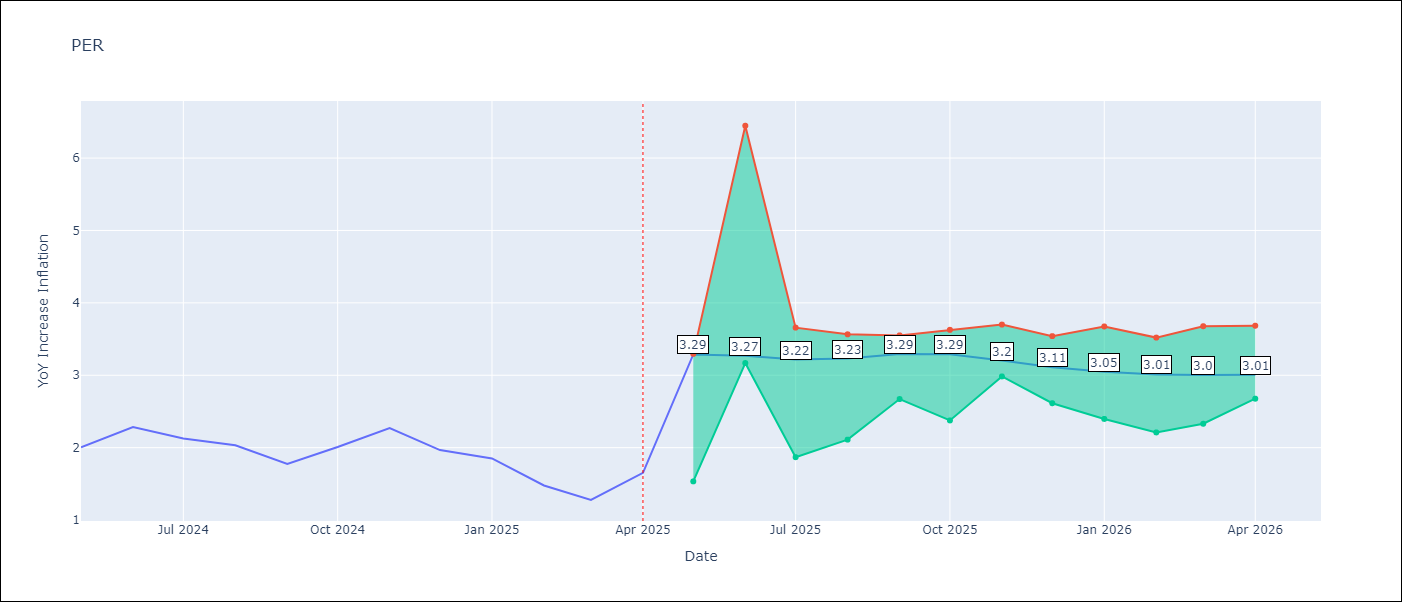 PER
YoY Increase Inflation
6
5
4
3
2
1
3.29
3.27
3.22
3.23
3.29
3.29
3.2
3.11
3.05
3.01
3.0
3.01
Jul 2024
Oct 2024
Jan 2025
Apr 2025
Jul 2025
Oct 2025
Jan 2026
Apr 2026
Date